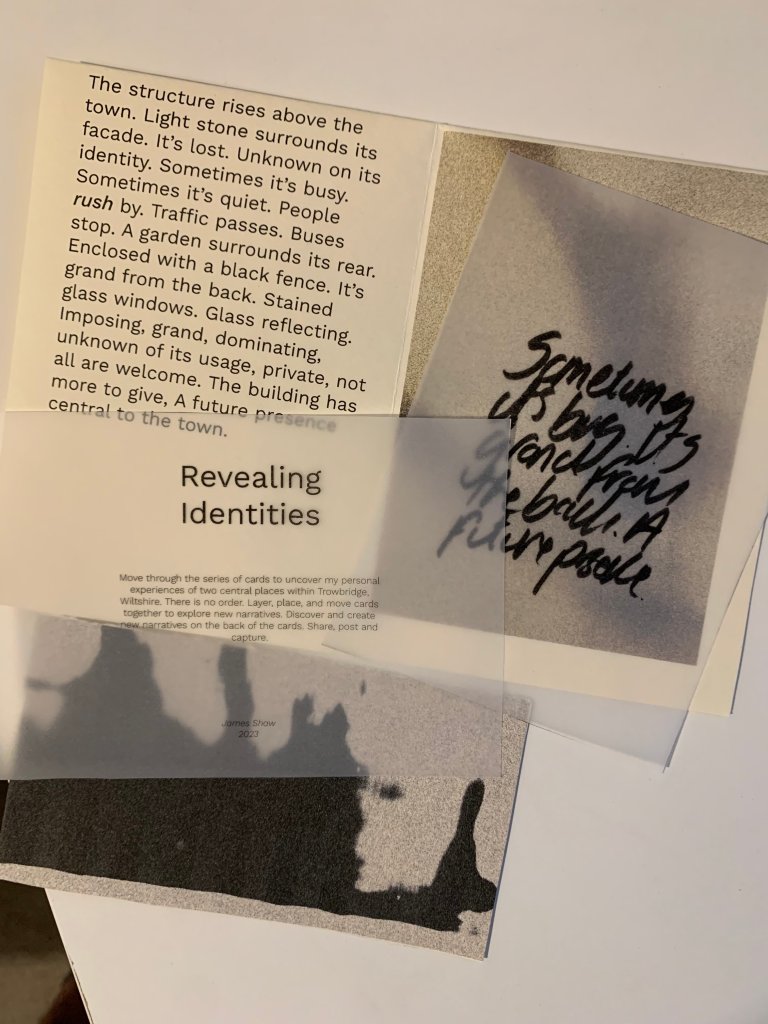 The structure rises above the
town. Light stone surrounds its
facade. It’s lost. Unknown on its
identity. Sometimes it’s busy.
Sometimes it’s quiet. People
rush by. Traffic passes. Buses
stop. A garden surrounds its rear.
Enclosed with a black fence. It’s
grand from the back. Stained
glass windows. Glass reflecting.
Imposing, grand, dominating,
unknown of its usage, private, not
all are welcome. The building has
more to give, A future presence
central to the town.
Sometimes
its busy. Its
grand from
the back. A
future
Revealing
Identities
Move through the series of cards to uncover my personal
experiences of two central places within Trowbridge,
Wiltshire. There is no order. Layer, place, and move cards
together to explore new narratives. Discover and create
new narratives on the back of the cards. Share, post and
capture.
James Shaw
2023